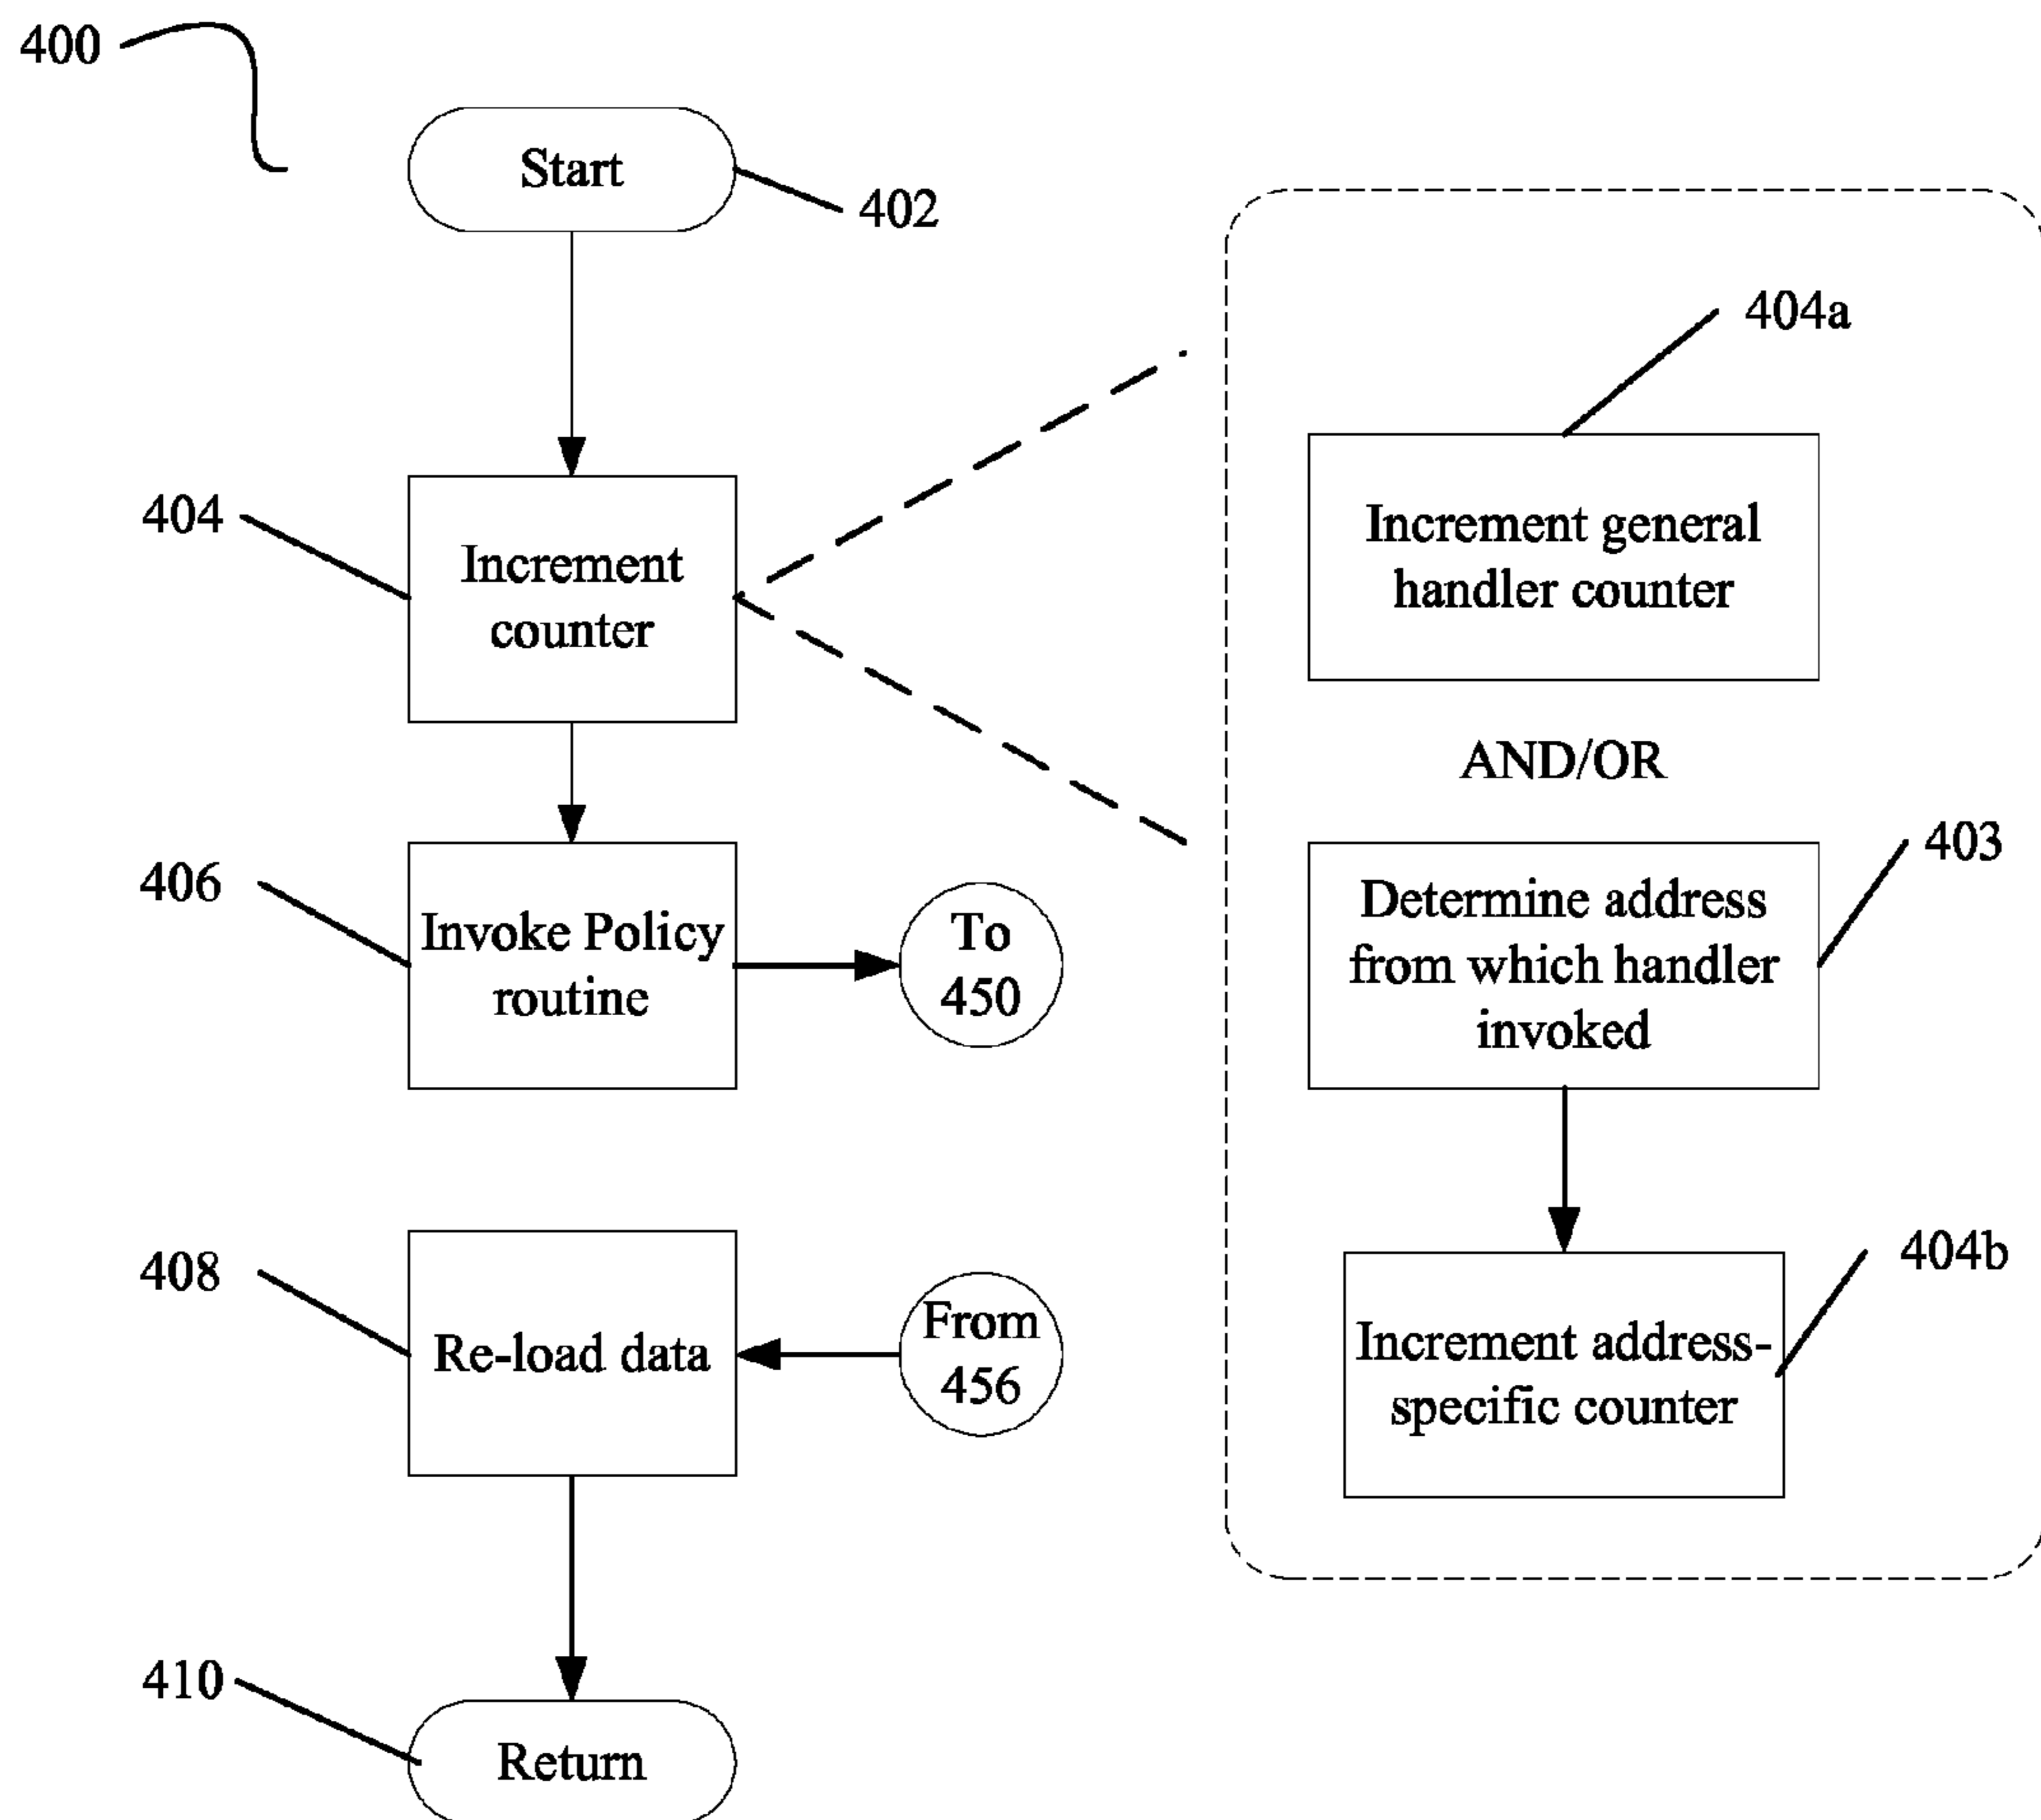 400
Start
402
404
Increment
counter
406
Invoke Policy
routine
To
450
408
Re-load data
From
456
410
Return
404a
Increment general
handler counter
AND/OR
403
Determine address
from which handler
invoked
404b
Increment address-
specific counter